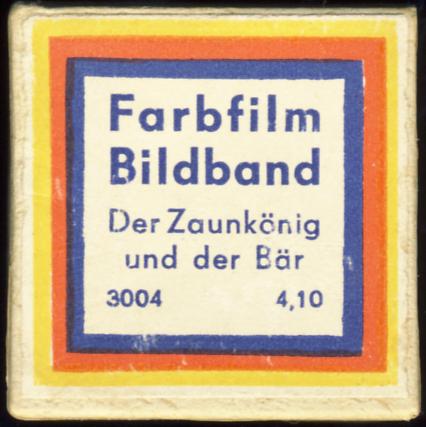 Farbfilm
Bildband
Der Zaunkönig
und der Bär
3004 4,10